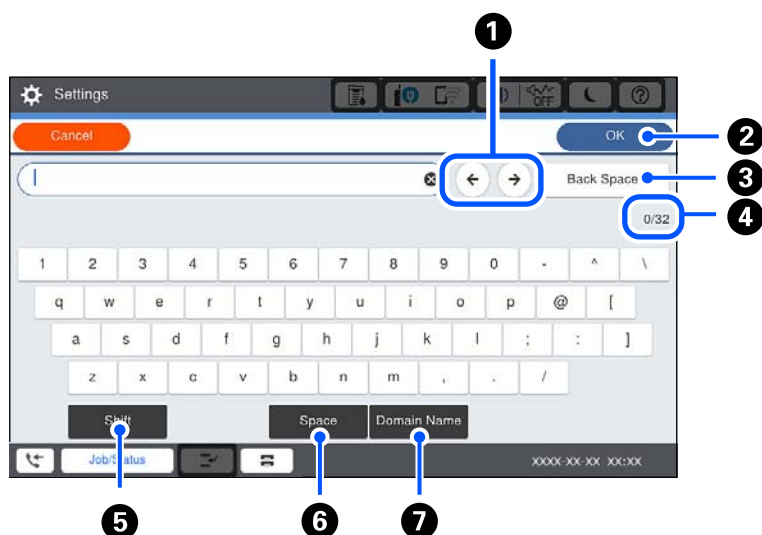 1
Settings
OFF
Cancel
OK
2
Back Space
3
0/32
4
1 2 3 4 5 6 7 8 9 0 - ^ \
q w e r t y u i o p @ [
a s d f g h j k l ; : ]
z x c v b n m , . /
Shift Space Domain Name
Job/Status
XXXX-XX-XX XX:XX
5 6 7